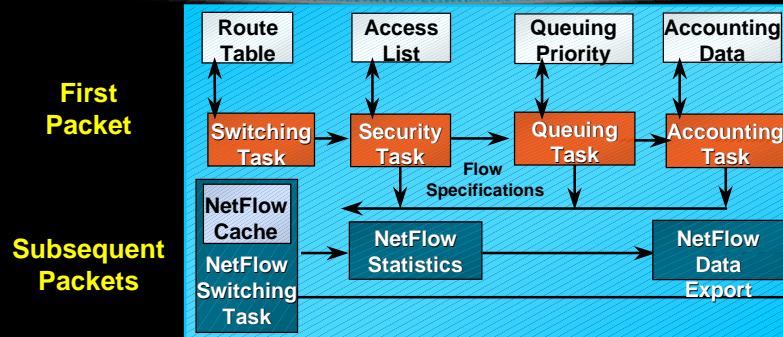 Route
Table
Access
List
Queuing
Priority
Accounting
Data
First
Packet
Switching
Task
Security
Task
Queuing
Task
Accounting
Task
Flow
Specifications
NetFlow
Cache
Subsequent
Packets
NetFlow
Switching
Task
NetFlow
Statistics
NetFlow
Data
Export